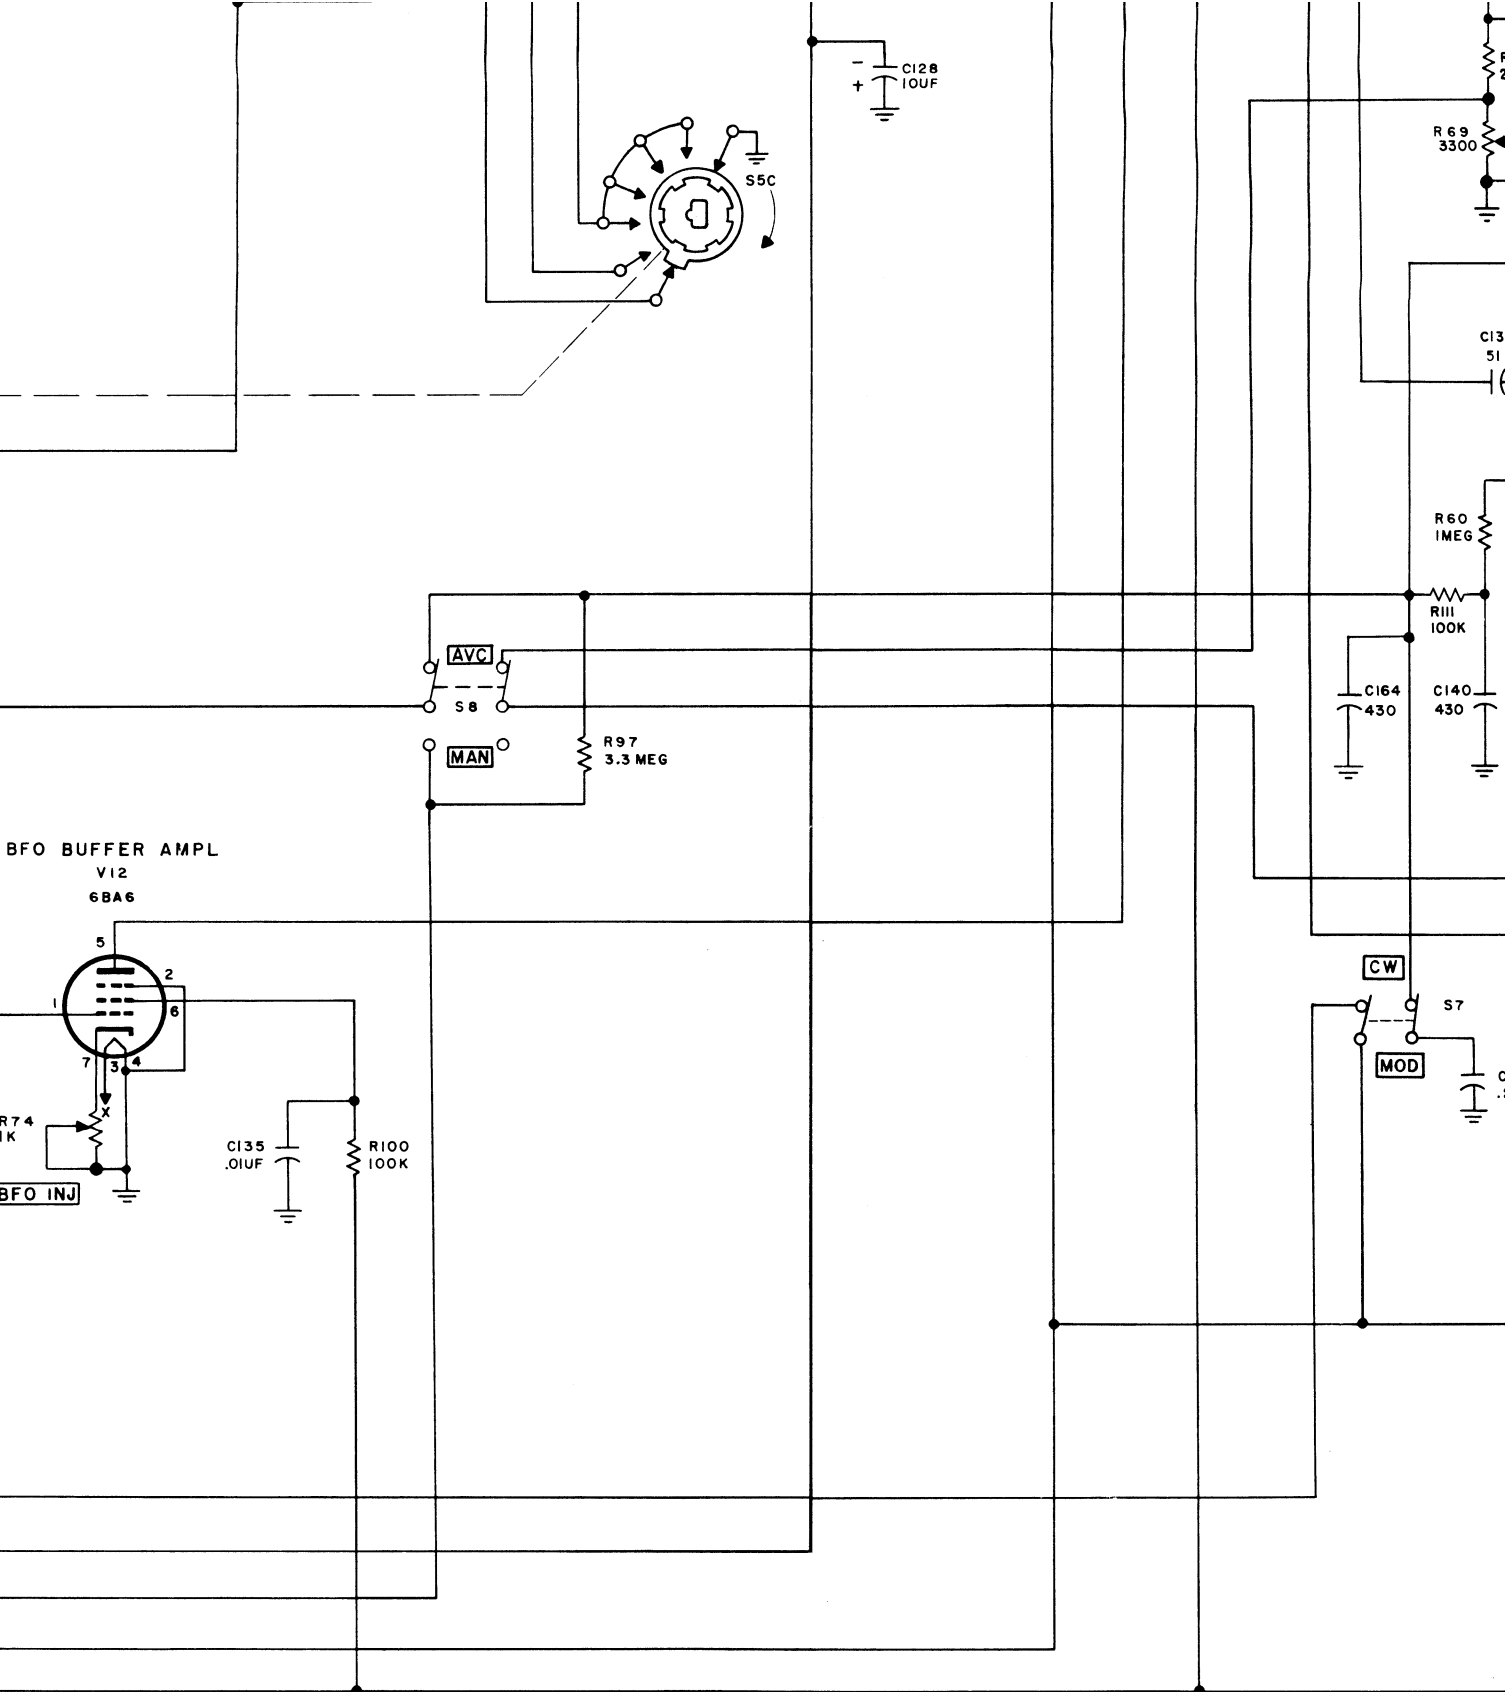 C128
10UF
−
+
S5C
R69
3300
C13
51
R60
1MEG
R111
100K
AVC
S8
MAN
R97
3.3 MEG
C164
430
C140
430
BFO BUFFER AMPL
V12
6BA6
5
2
1
6
7
3
4
X
R74
1K
BFO INJ
C135
.01UF
R100
100K
CW
S7
MOD